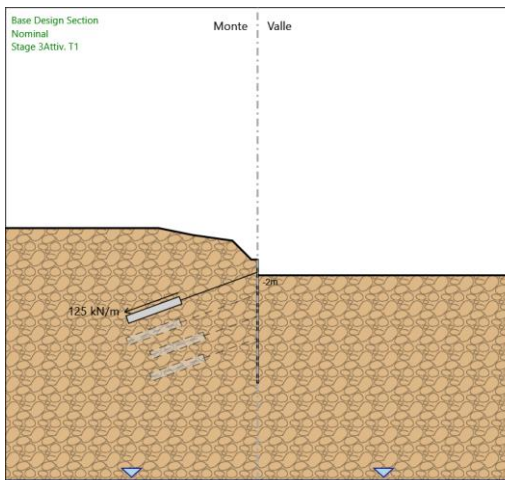 Base Design Section
Nominal
Stage 3Attiv. T1
Monte
Valle
-2m
125 kN/m